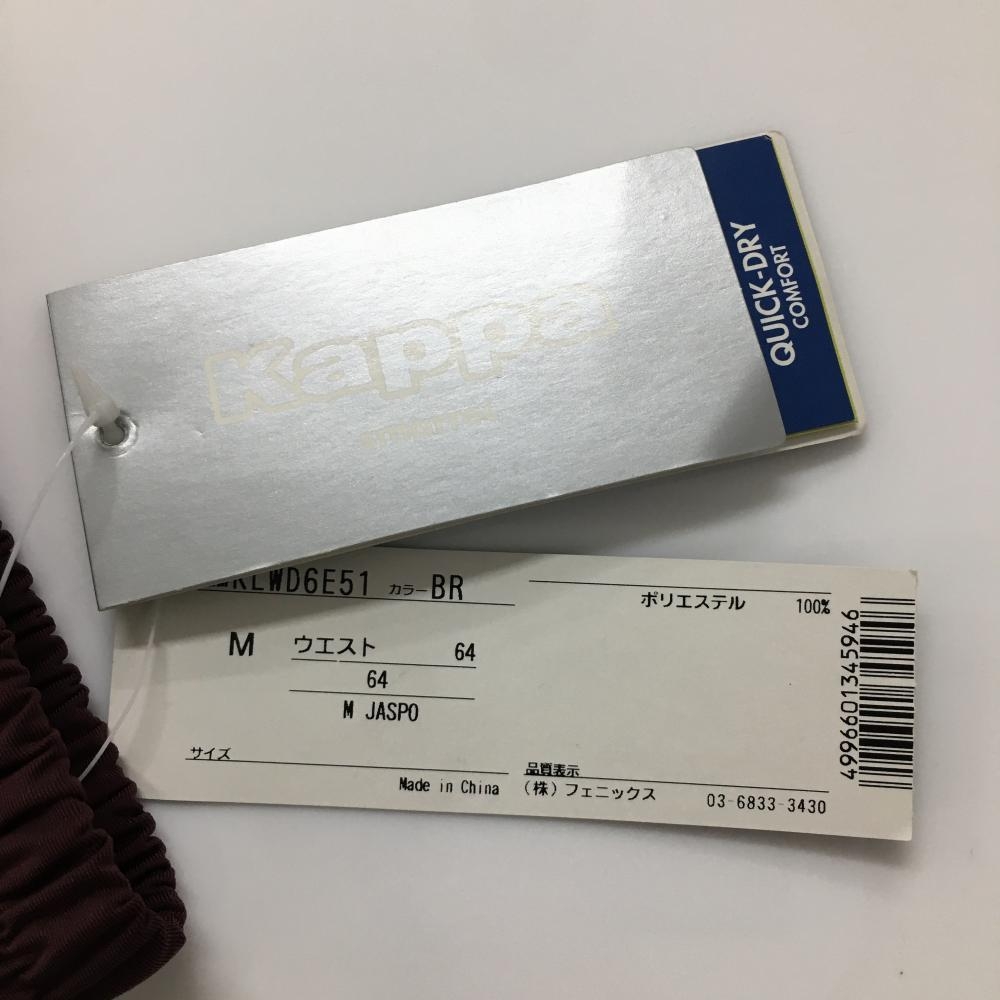 Kappa
QUICK-DRY
COMFORT
KLWD6E51 カラー BR
M ウエスト 64
64
M JASPO
サイズ
Made in China
ポリエステル 100%
品質表示
(株)フェニックス 03-6833-3430
4996601345946